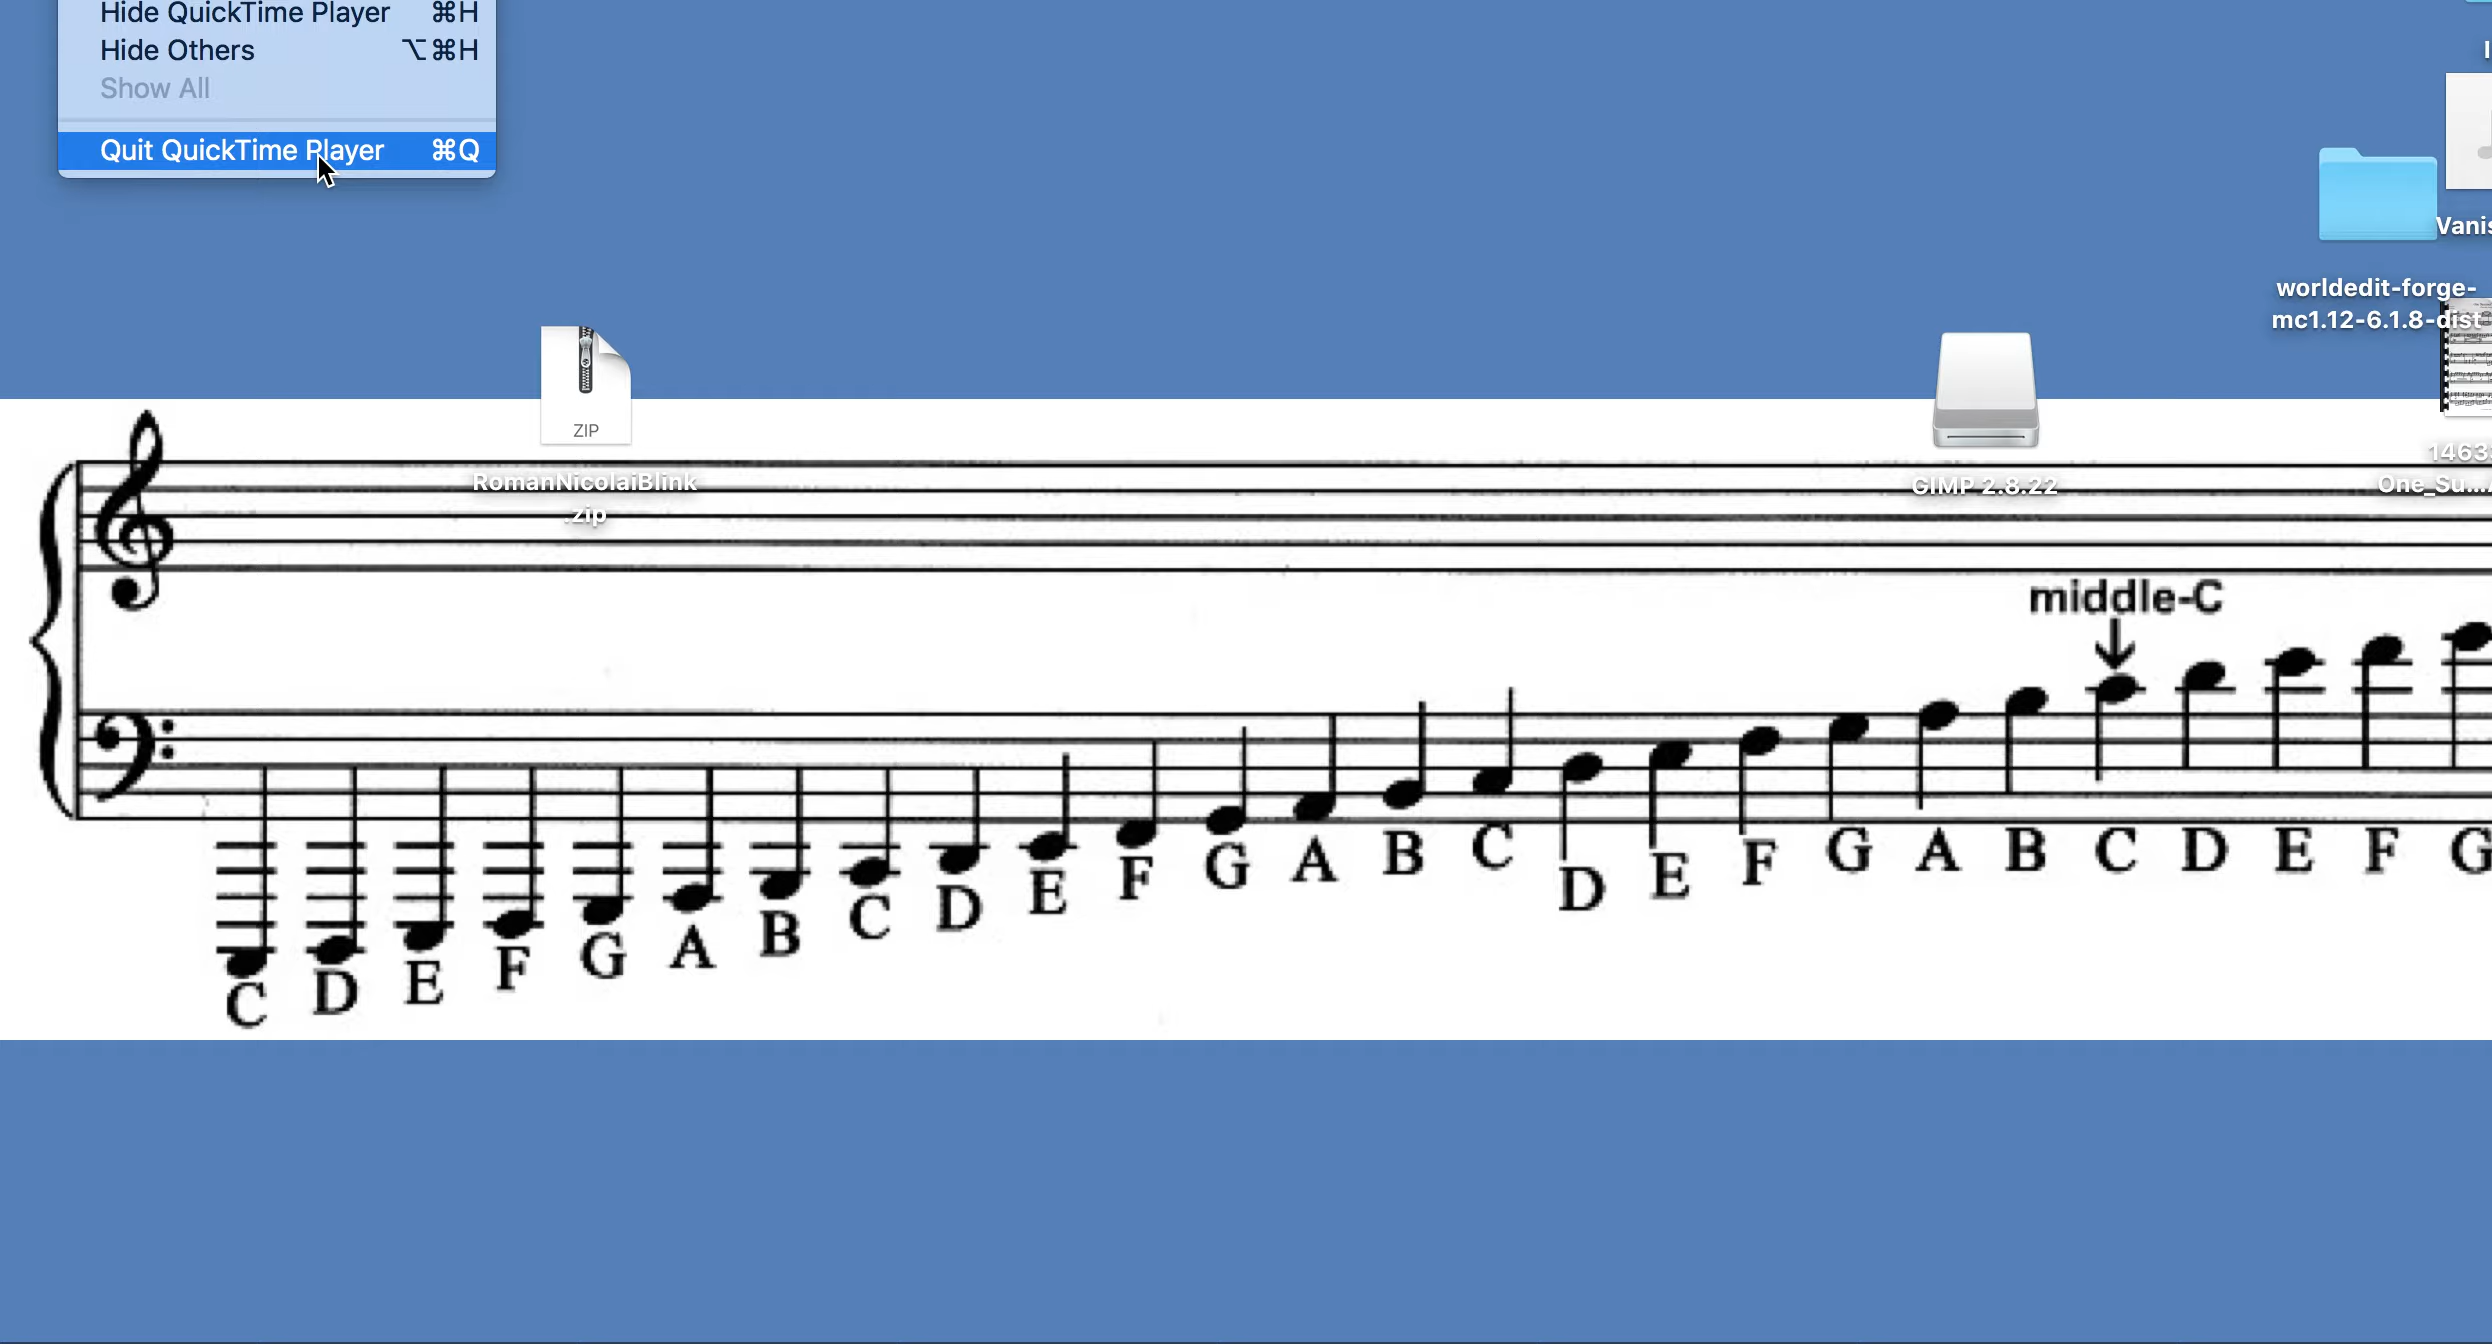 Hide QuickTime Player ⌘H
Hide Others ⌥⌘H
Show All
Quit QuickTime Player ⌘Q
worldedit-forge-
mc1.12-6.1.8-dist
ZIP
RomanNicolaiBlink
.zip
GIMP 2.8.22
middle-C
C D E F G A B C D E F G A B C D E F G A B C D E F G